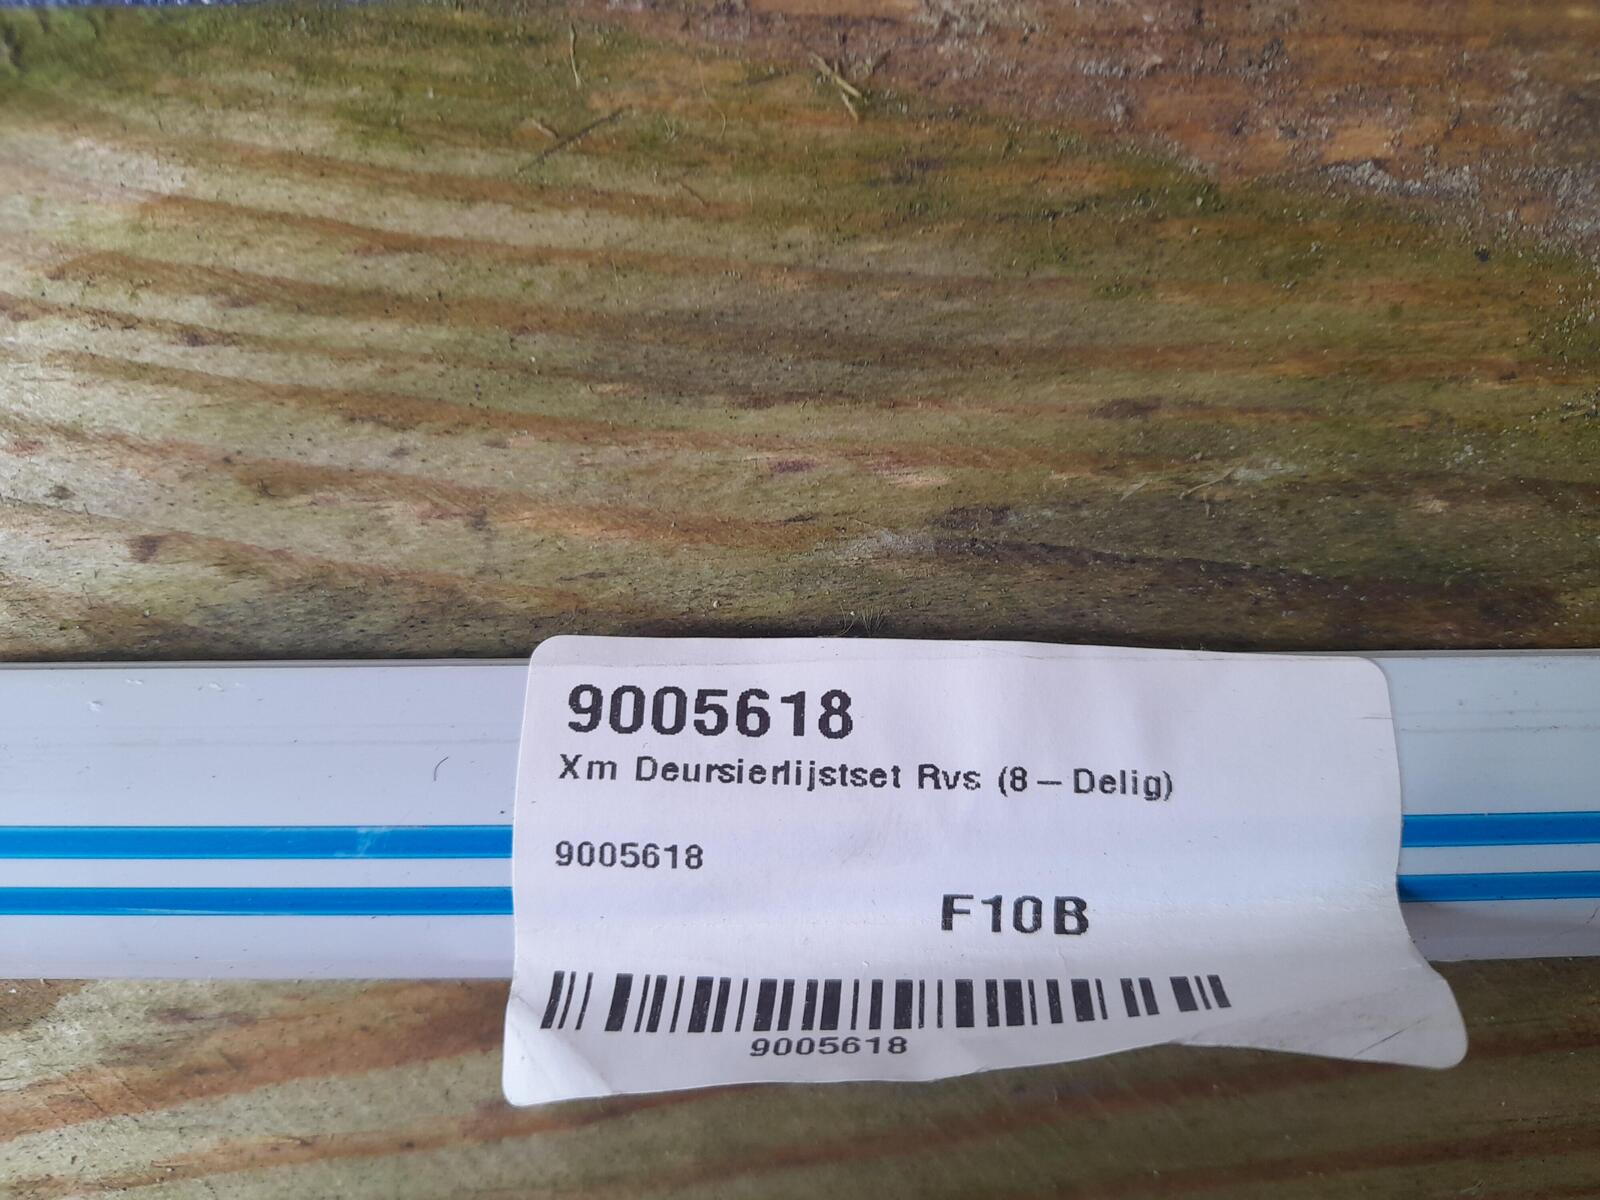 9005618
Xm Deursierlijstset Rvs (8 – Delig)
9005618
F10B
9005618